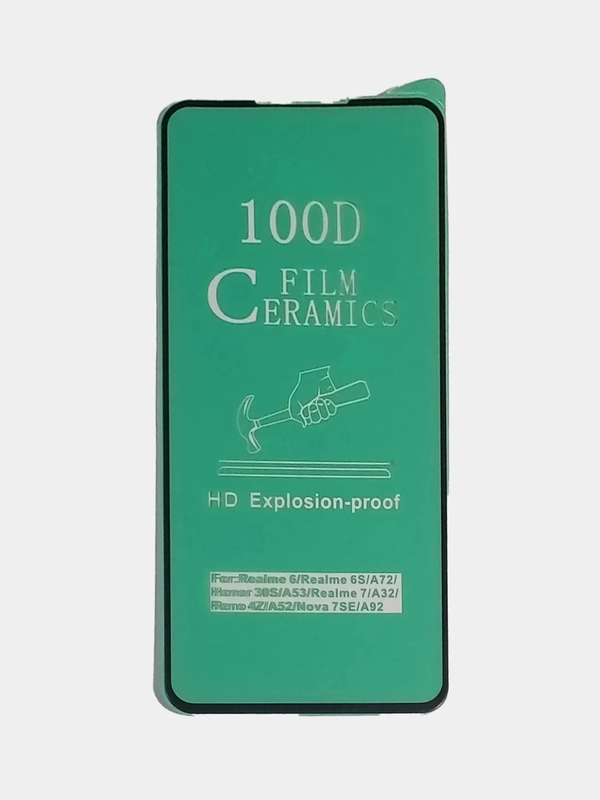 100D
FILM
CERAMICS
HD Explosion-proof
For:Realme 6/Realme 6S/A72/
Honor 30S/A53/Realme 7/A32/
Reno 4Z/A52/Nova 7SE/A92